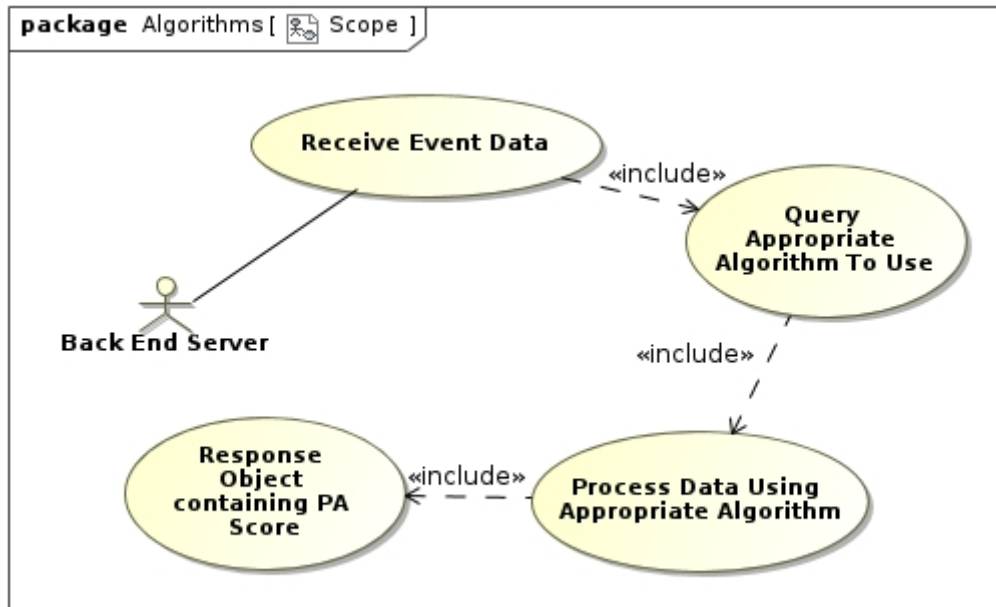 package Algorithms [ Scope ]
Receive Event Data
«include»
Query
Appropriate
Algorithm To Use
Back End Server
«include»
Response
Object
containing PA
Score
«include»
Process Data Using
Appropriate Algorithm